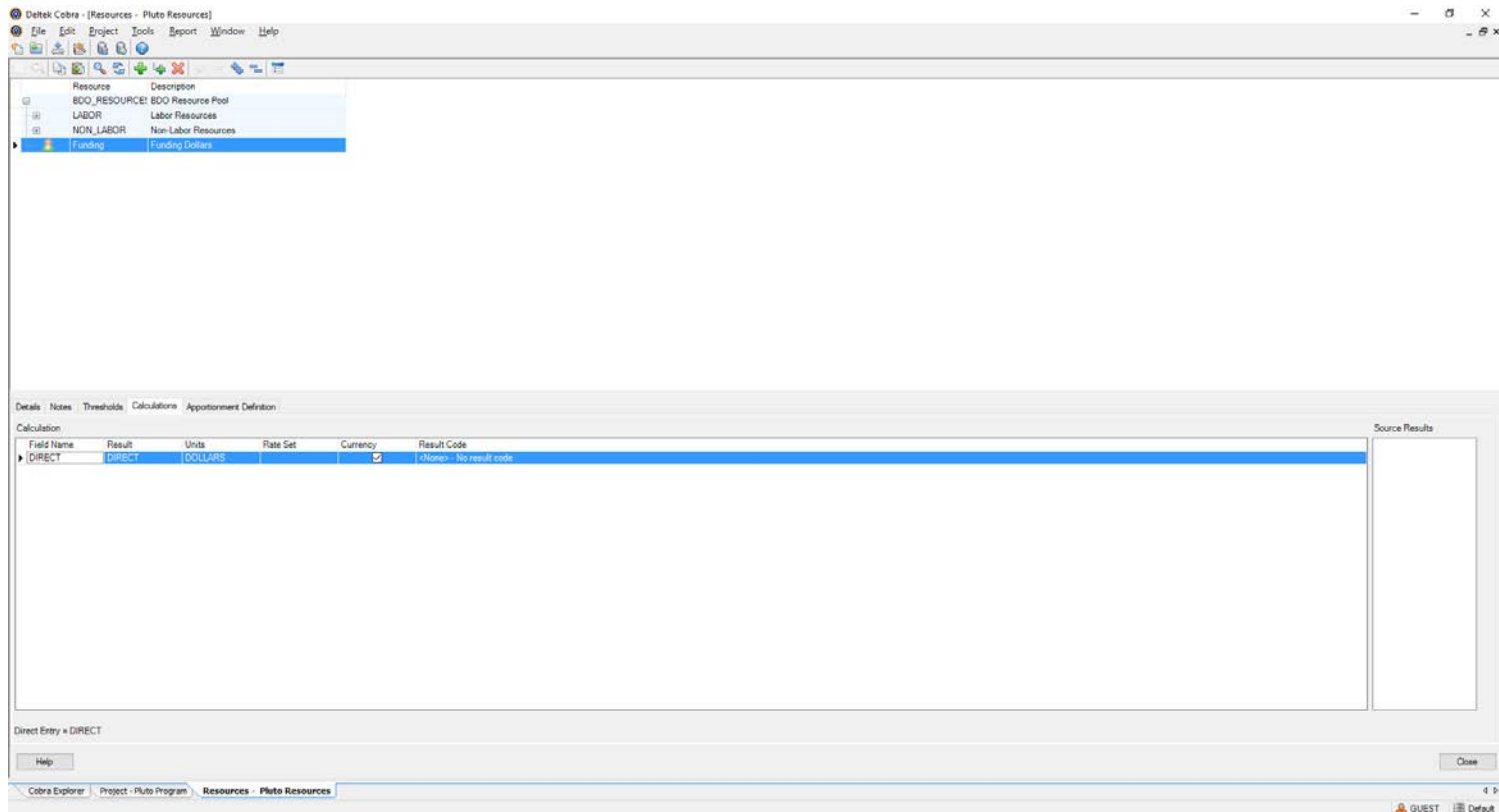 Deltek Cobra - [Resources - Pluto Resources]
File Edit Project Tools Report Window Help
Resource Description
BDO_RESOURCES BDO Resource Pool
LABOR Labor Resources
NON_LABOR Non-Labor Resources
Funding Funding Dollars
Details Notes Thresholds Calculations Apportionment Definition
Calculation Source Results
Field Name Result Units Rate Set Currency Result Code
DIRECT DIRECT DOLLARS <None> - No result code
Direct Entry = DIRECT
Help Close
Cobra Explorer Project - Pluto Program Resources - Pluto Resources
GUEST Default